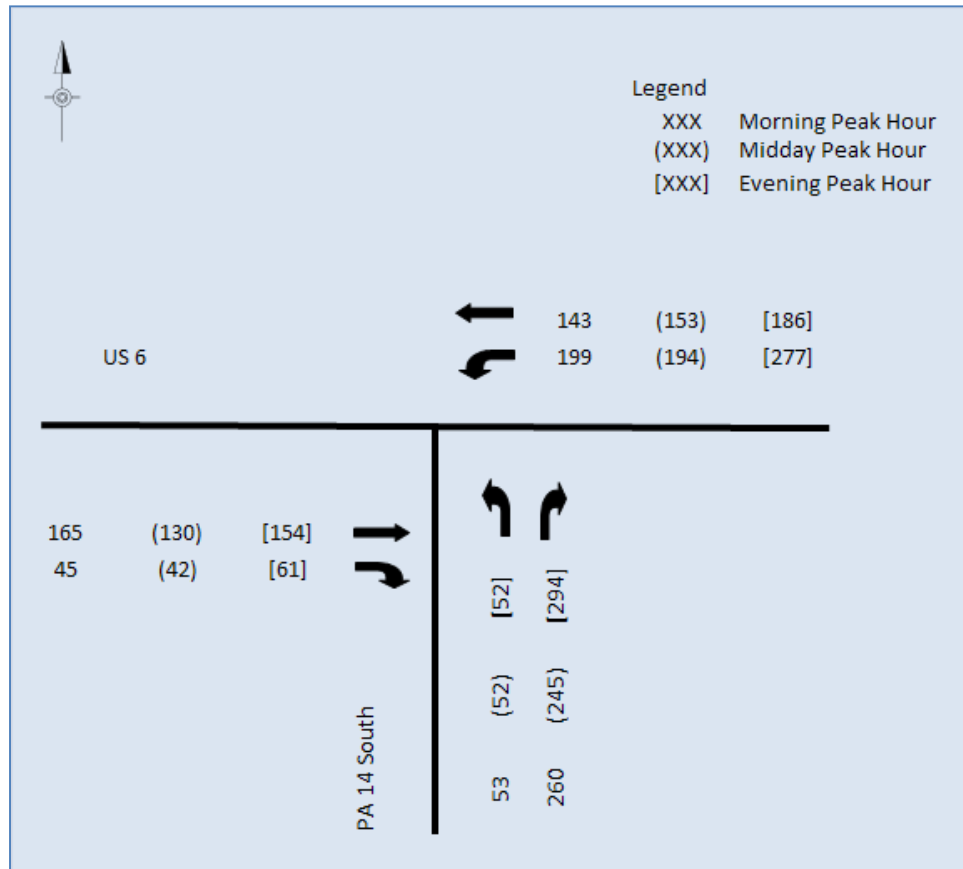 Legend
XXX Morning Peak Hour
(XXX) Midday Peak Hour
[XXX] Evening Peak Hour
143 (153) [186]
US 6 199 (194) [277]
165 (130) [154]
45 (42) [61]
[52] [294]
(52) (245)
53 260
PA 14 South